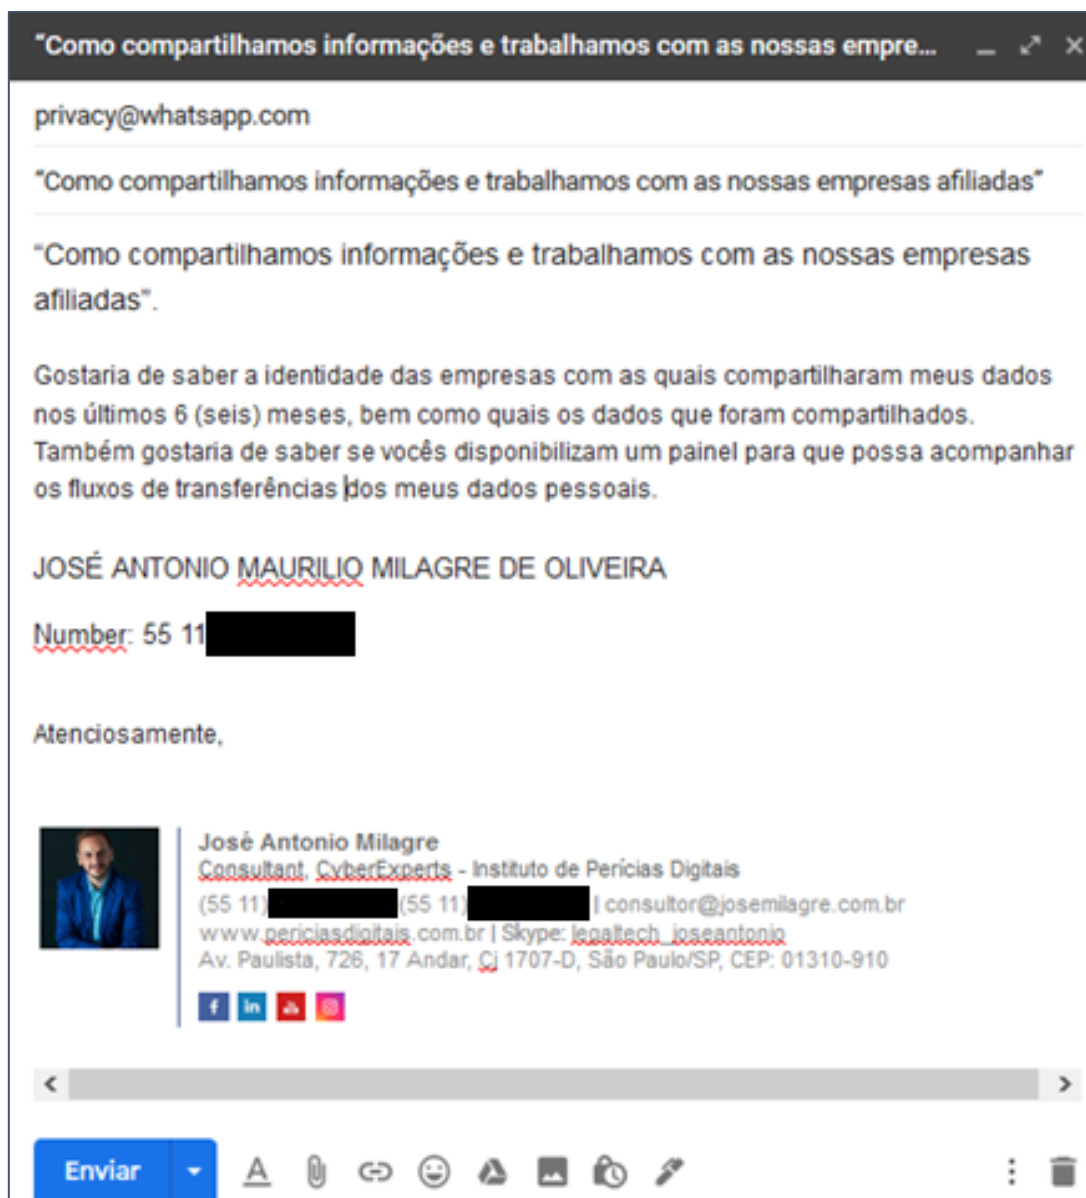 “Como compartilhamos informações e trabalhamos com as nossas empre...
privacy@whatsapp.com
“Como compartilhamos informações e trabalhamos com as nossas empresas afiliadas”
“Como compartilhamos informações e trabalhamos com as nossas empresas
afiliadas”.
Gostaria de saber a identidade das empresas com as quais compartilharam meus dados
nos últimos 6 (seis) meses, bem como quais os dados que foram compartilhados.
Também gostaria de saber se vocês disponibilizam um painel para que possa acompanhar
os fluxos de transferências dos meus dados pessoais.
JOSÉ ANTONIO MAURILIO MILAGRE DE OLIVEIRA
Number: 55 11
Atenciosamente,
José Antonio Milagre
Consultant, CyberExperts - Instituto de Perícias Digitais
(55 11) (55 11) | consultor@josemilagre.com.br
www.periciasdigitais.com.br | Skype: legaltech_joseantonio
Av. Paulista, 726, 17 Andar, Cj 1707-D, São Paulo/SP, CEP: 01310-910
Enviar